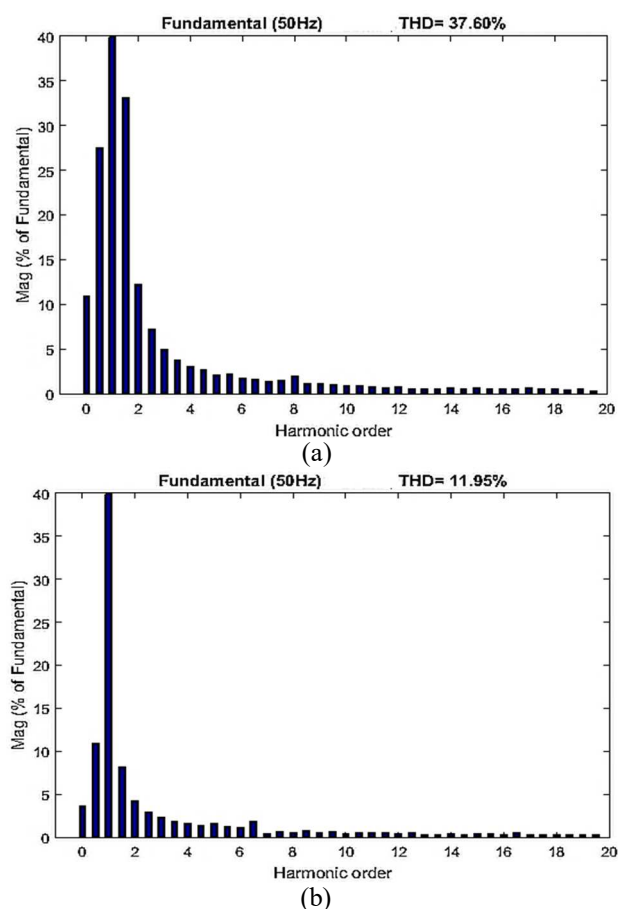 Fundamental (50Hz) THD= 37.60%
Mag (% of Fundamental)
40
35
30
25
20
15
10
5
0
0 2 4 6 8 10 12 14 16 18 20
Harmonic order
(a)
Fundamental (50Hz) THD= 11.95%
Mag (% of Fundamental)
40
35
30
25
20
15
10
5
0
0 2 4 6 8 10 12 14 16 18 20
Harmonic order
(b)